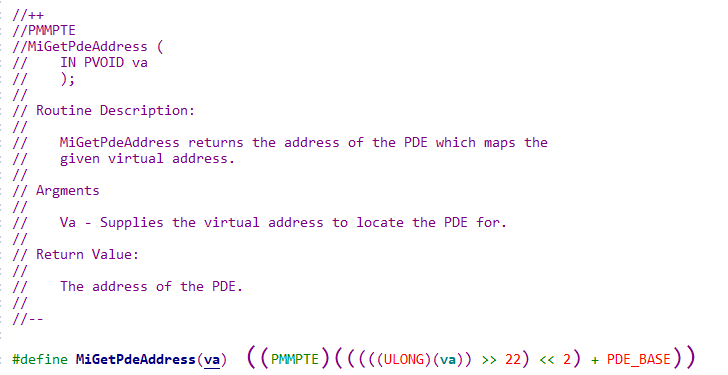 //++
//PMMPTE
//MiGetPdeAddress (
//    IN PVOID va
//    );
//
// Routine Description:
//
//    MiGetPdeAddress returns the address of the PDE which maps the
//    given virtual address.
//
// Argments
//
//    Va - Supplies the virtual address to locate the PDE for.
//
// Return Value:
//
//    The address of the PDE.
//
//--
#define MiGetPdeAddress(va)  ((PMMPTE)(((((ULONG)(va)) >> 22) << 2) + PDE_BASE))